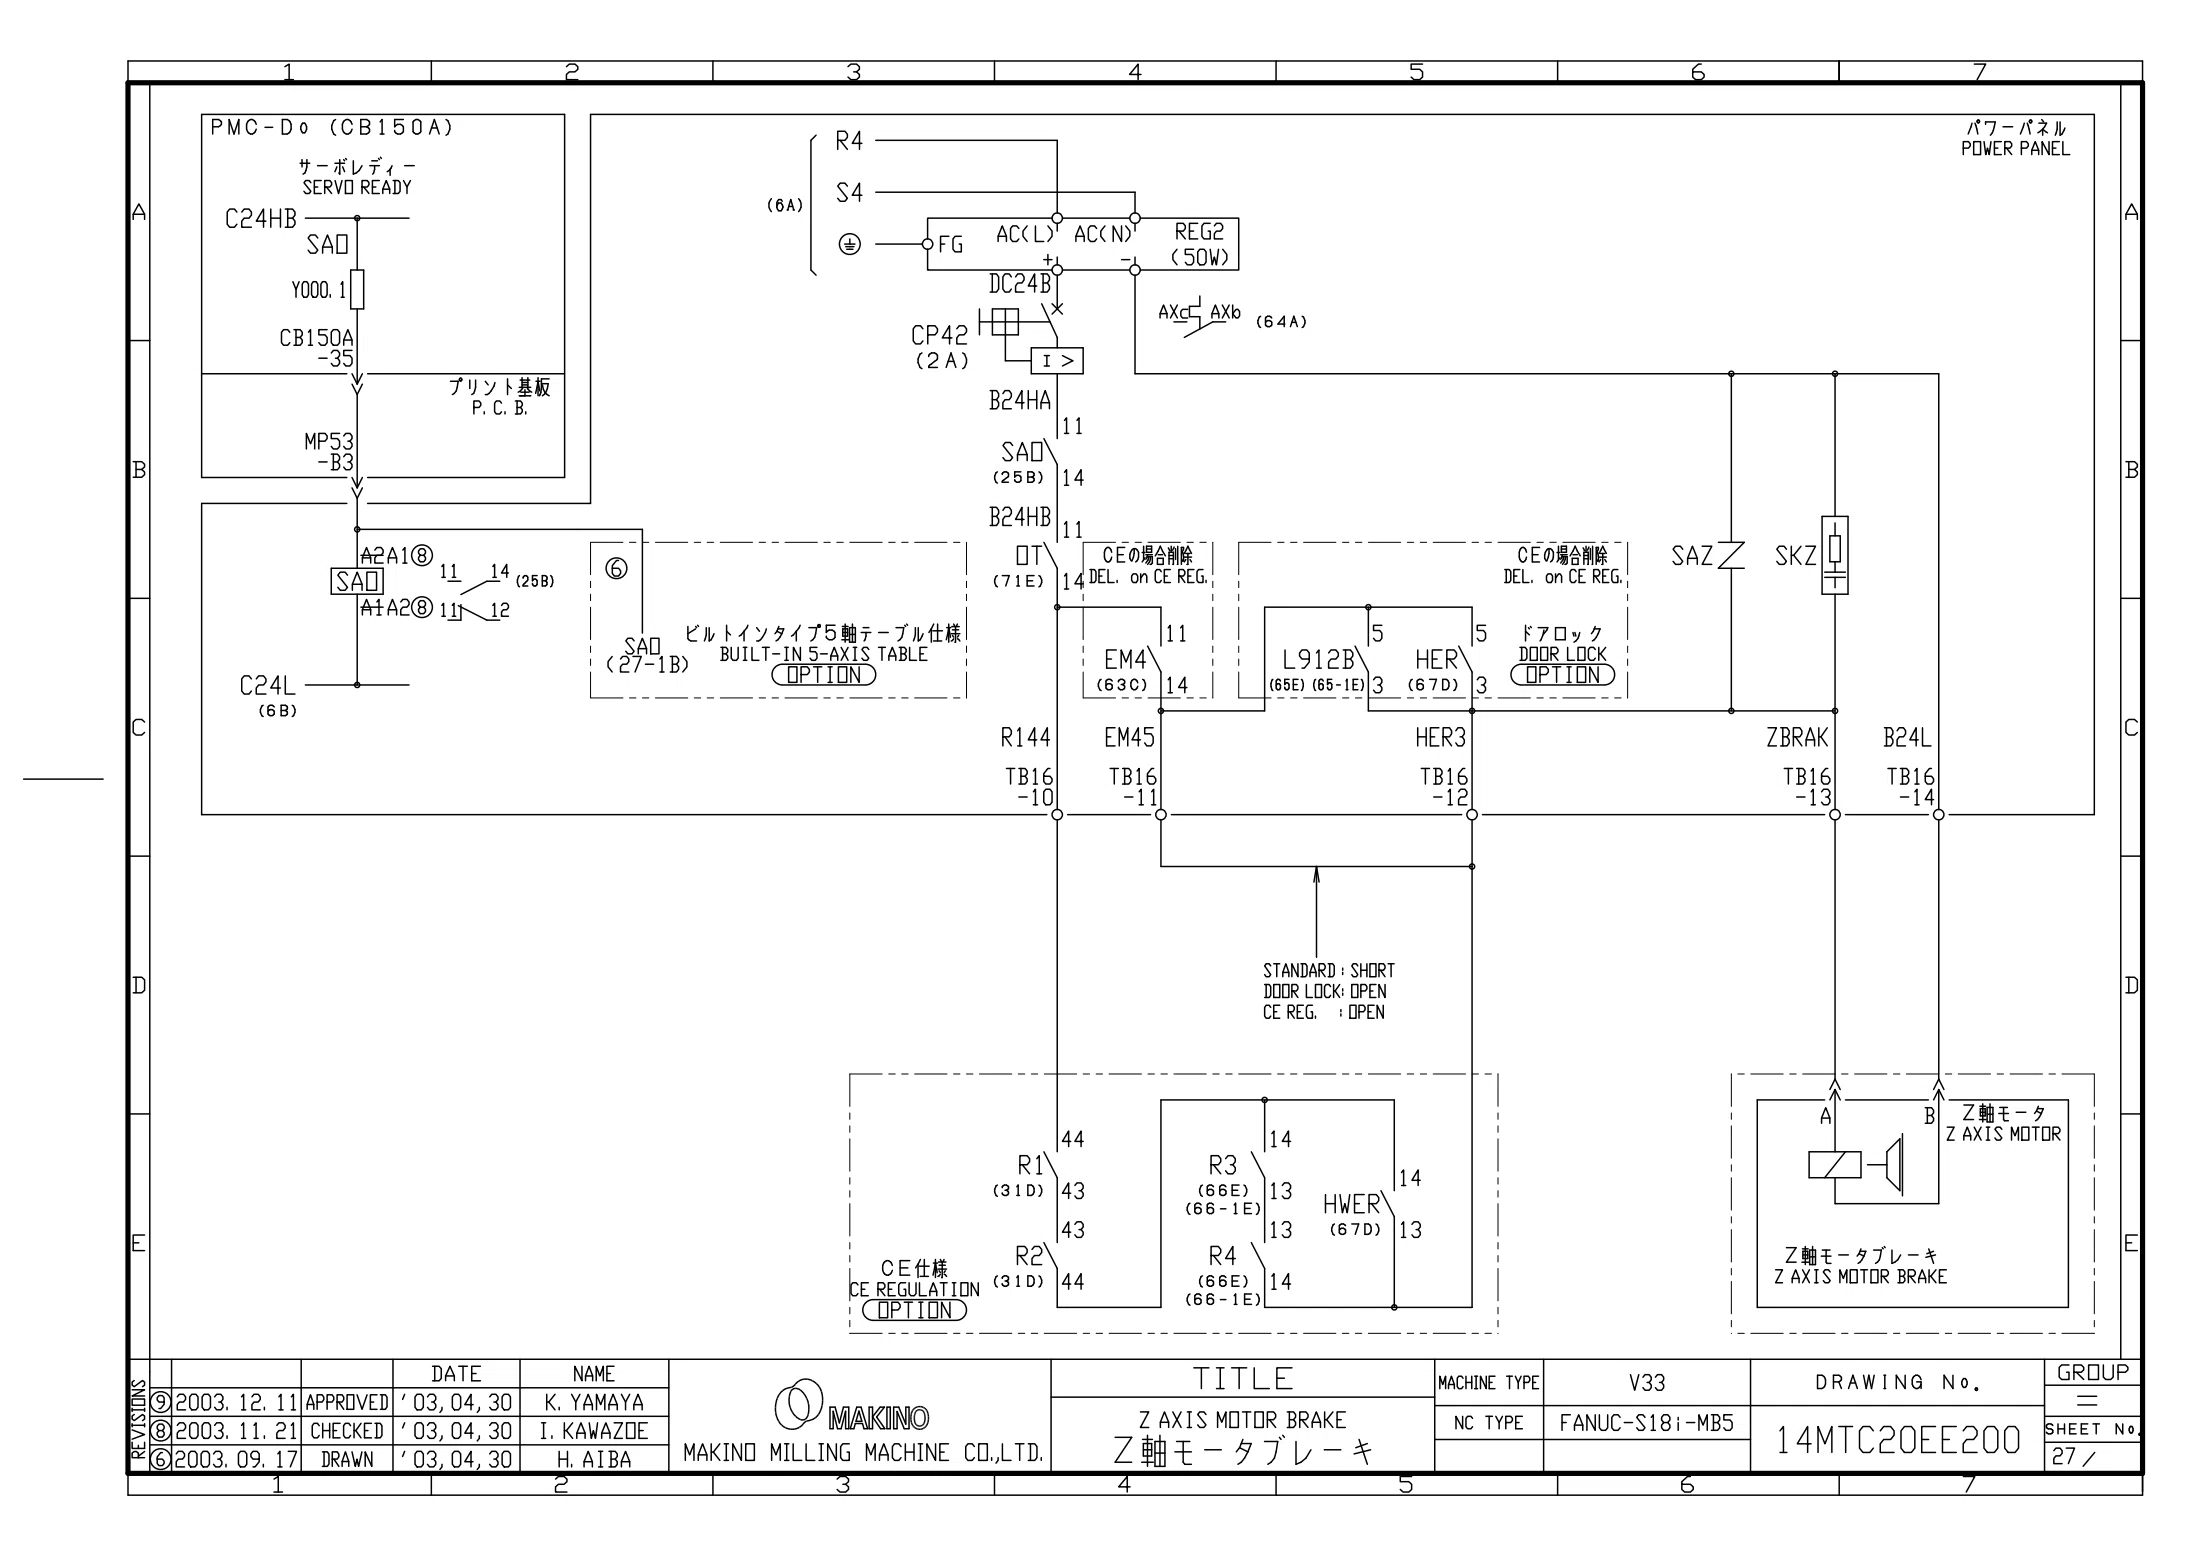 1 2 3 4 5 6 7
A
B
C
D
E
PMC-Do (CB150A)
サーボレディー
SERVO READY
C24HB
SAO
Y000.1
CB150A
-35
プリント基板
P.C.B.
MP53
-B3
A2A1⑧
SAO
A1A2⑧
11 14 (25B)
11 12
C24L
(6B)
⑥
SAO
(27-1B)
ビルトインタイプ5軸テーブル仕様
BUILT-IN 5-AXIS TABLE
OPTION
パワーパネル
POWER PANEL
(6A)
R4
S4
FG
AC(L) AC(N) REG2
(50W)
+ -
DC24B
CP42
(2A)
I >
AXc AXb (64A)
B24HA
11
SAO
(25B)
14
B24HB
11
OT
(71E)
14
CEの場合削除
DEL. on CE REG.
11
EM4
(63C)
14
CEの場合削除
DEL. on CE REG.
5 5
L912B HER
(65E) (65-1E) 3 (67D) 3
ドアロック
DOOR LOCK
OPTION
SAZ SKZ
R144 EM45 HER3 ZBRAK B24L
TB16 TB16 TB16 TB16 TB16
-10 -11 -12 -13 -14
STANDARD : SHORT
DOOR LOCK: OPEN
CE REG. : OPEN
44
R1
(31D) 43
43
R2
(31D) 44
CE仕様
CE REGULATION
OPTION
14
R3
(66E) 13
(66-1E)
13
R4
(66E) 14
(66-1E)
14
HWER
(67D) 13
A B
Z軸モータ
Z AXIS MOTOR
Z軸モータブレーキ
Z AXIS MOTOR BRAKE
A
B
C
D
E
REVISIONS
DATE NAME
⑨ 2003. 12. 11 APPROVED '03,04,30 K. YAMAYA
⑧ 2003. 11. 21 CHECKED '03,04,30 I. KAWAZOE
⑥ 2003. 09. 17 DRAWN '03,04,30 H. AIBA
MAKINO
MAKINO MILLING MACHINE CO.,LTD.
TITLE
Z AXIS MOTOR BRAKE
Z軸モータブレーキ
MACHINE TYPE V33
NC TYPE FANUC-S18i-MB5
DRAWING No.
14MTC20EE200
GROUP
=
SHEET No.
27/
1 2 3 4 5 6 7